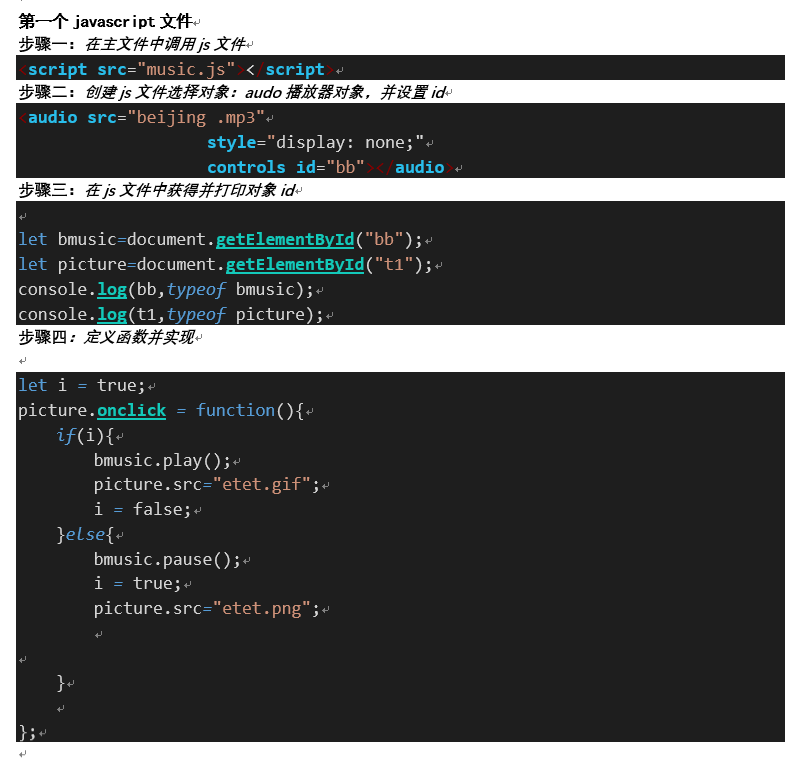 第一个 javascript 文件
步骤一：在主文件中调用 js 文件
<script src="music.js"></script>
步骤二：创建 js 文件选择对象：audo 播放器对象，并设置 id
<audio src="beijing .mp3"
style="display: none;"
controls id="bb"></audio>
步骤三：在 js 文件中获得并打印对象 id
let bmusic=document.getElementById("bb");
let picture=document.getElementById("t1");
console.log(bb,typeof bmusic);
console.log(t1,typeof picture);
步骤四：定义函数并实现
let i = true;
picture.onclick = function(){
if(i){
bmusic.play();
picture.src="etet.gif";
i = false;
}else{
bmusic.pause();
i = true;
picture.src="etet.png";
}
};